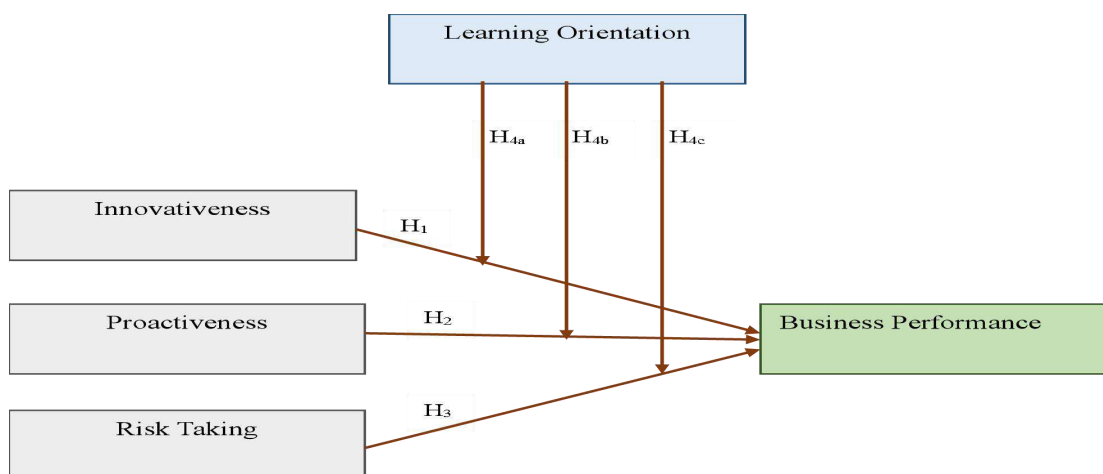 Learning Orientation
H4a
H4b
H4c
Innovativeness
H1
Proactiveness
H2
Business Performance
Risk Taking
H3